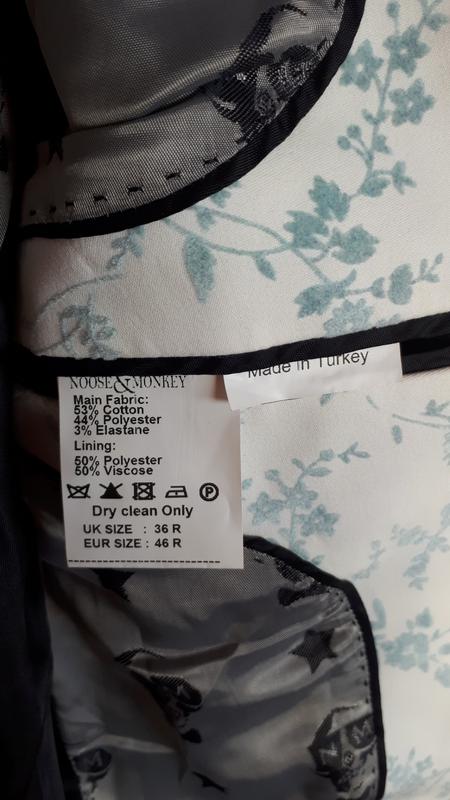 Made in Turkey
NOOSE & MONKEY
Main Fabric:
53% Cotton
44% Polyester
3% Elastane
Lining:
50% Polyester
50% Viscose
P
Dry clean Only
UK SIZE : 36 R
EUR SIZE : 46 R
N M